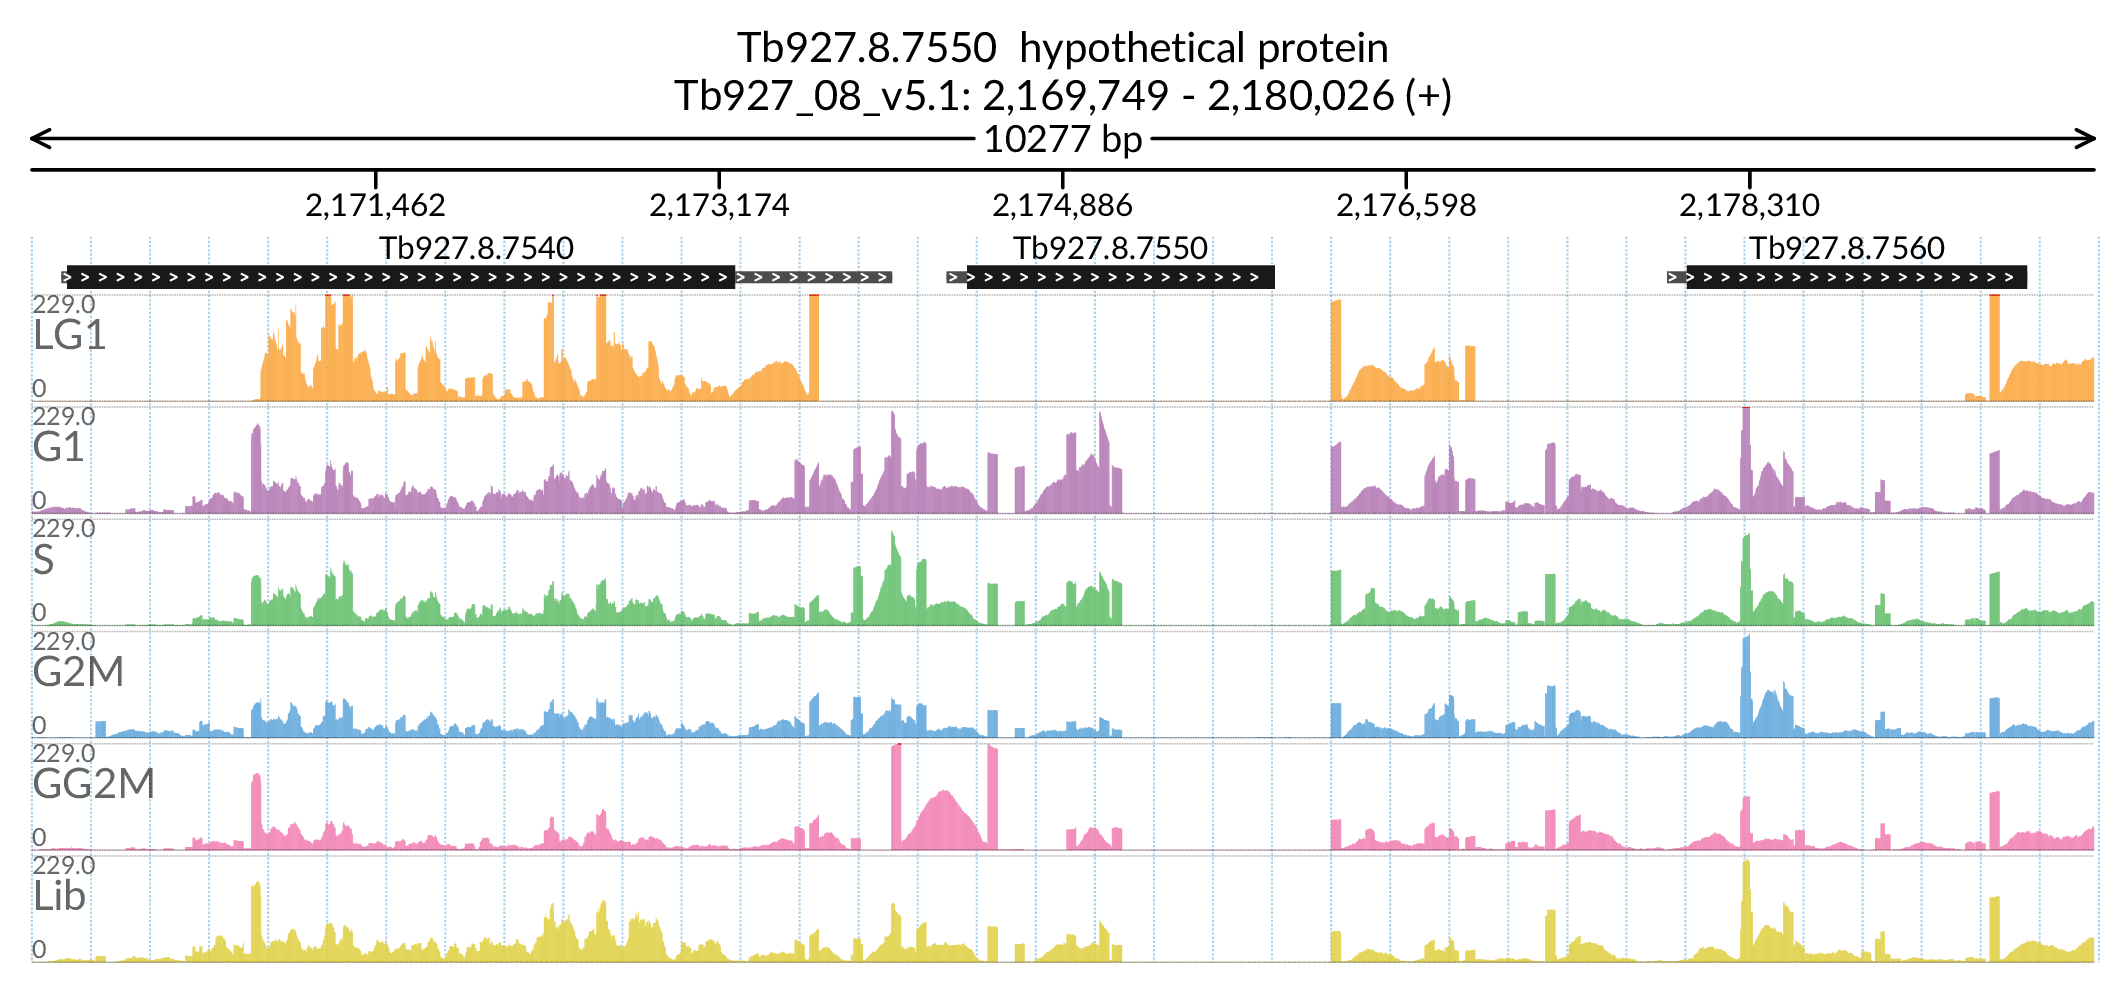 Tb927.8.7550 hypothetical protein
Tb927_08_v5.1: 2,169,749 - 2,180,026 (+)
10277 bp
2,171,462 2,173,174 2,174,886 2,176,598 2,178,310
Tb927.8.7540 Tb927.8.7550 Tb927.8.7560
229.0
LG1
0
229.0
G1
0
229.0
S
0
229.0
G2M
0
229.0
GG2M
0
229.0
Lib
0